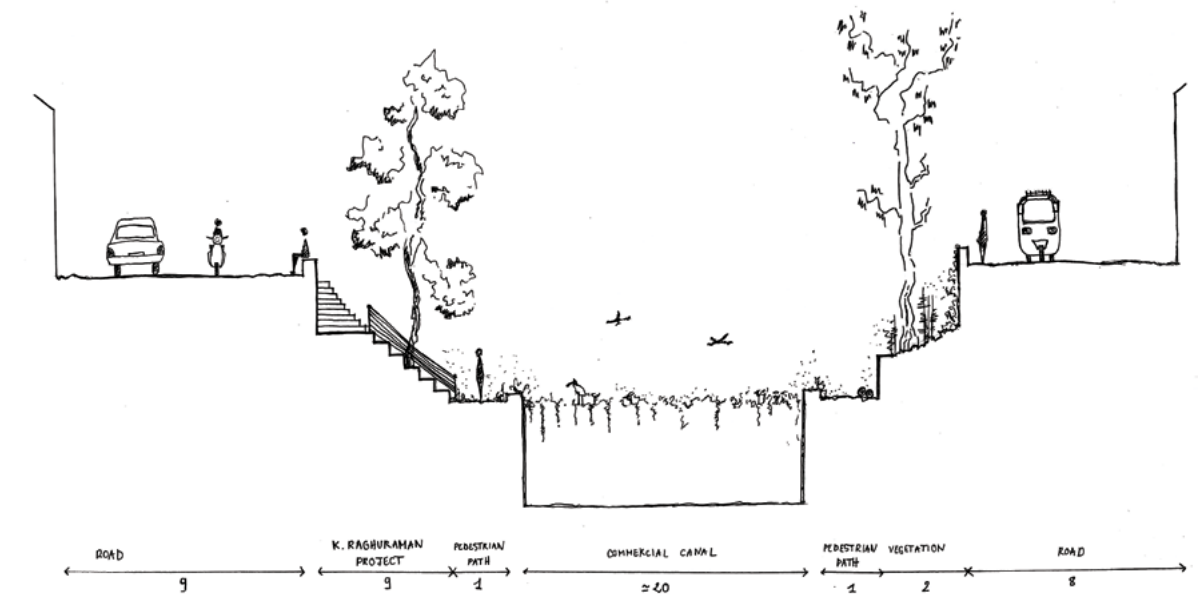 ROAD
9
K. RAGHURAMAN
PROJECT
9
PEDESTRIAN
PATH
1
COMMERCIAL CANAL
≃20
PEDESTRIAN
PATH
1
VEGETATION
2
ROAD
8